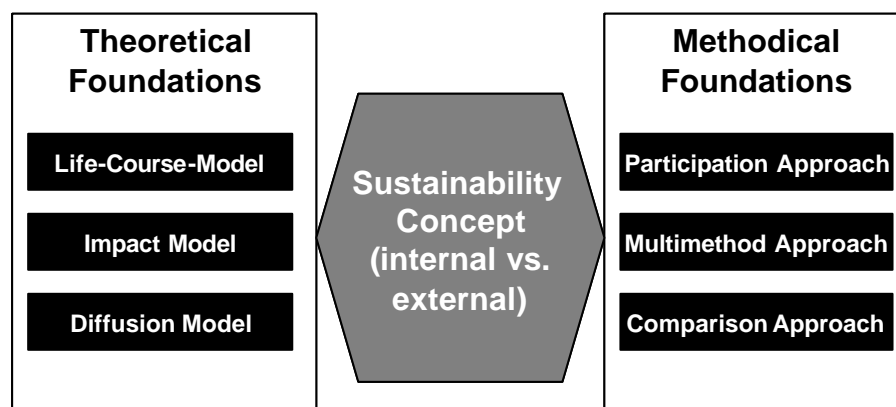 Theoretical
Foundations
Life-Course-Model
Impact Model
Diffusion Model
Sustainability
Concept
(internal vs.
external)
Methodical
Foundations
Participation Approach
Multimethod Approach
Comparison Approach